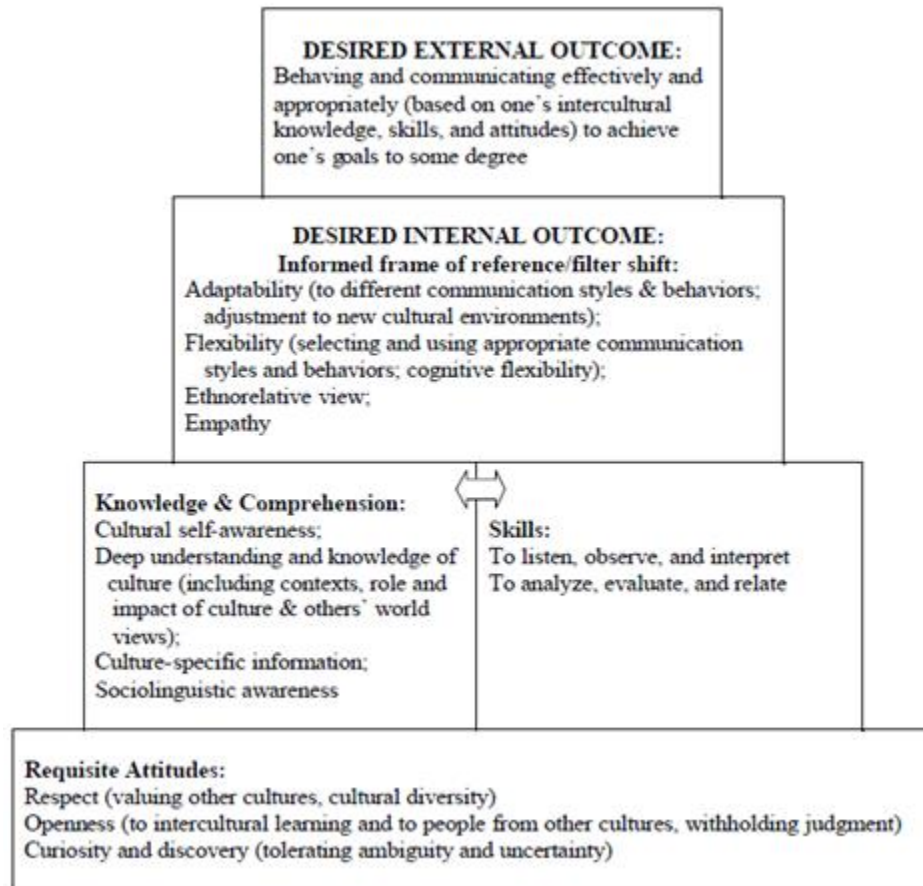 DESIRED EXTERNAL OUTCOME:
Behaving and communicating effectively and
appropriately (based on one´s intercultural
knowledge, skills, and attitudes) to achieve
one´s goals to some degree
DESIRED INTERNAL OUTCOME:
Informed frame of reference/filter shift:
Adaptability (to different communication styles & behaviors;
adjustment to new cultural environments);
Flexibility (selecting and using appropriate communication
styles and behaviors; cognitive flexibility);
Ethnorelative view;
Empathy
Knowledge & Comprehension:
Cultural self-awareness;
Deep understanding and knowledge of
culture (including contexts, role and
impact of culture & others´ world
views);
Culture-specific information;
Sociolinguistic awareness
Skills:
To listen, observe, and interpret
To analyze, evaluate, and relate
Requisite Attitudes:
Respect (valuing other cultures, cultural diversity)
Openness (to intercultural learning and to people from other cultures, withholding judgment)
Curiosity and discovery (tolerating ambiguity and uncertainty)